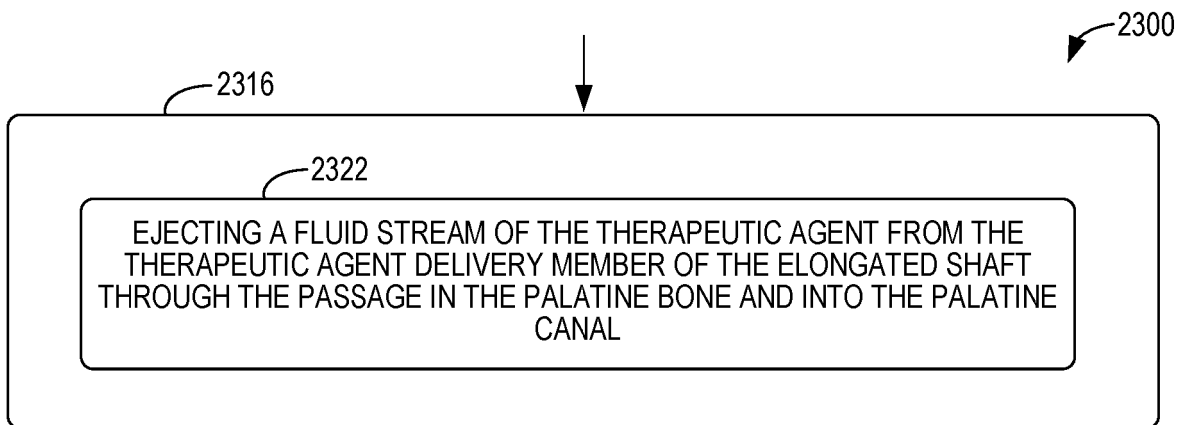 2300
2316
2322
EJECTING A FLUID STREAM OF THE THERAPEUTIC AGENT FROM THE
THERAPEUTIC AGENT DELIVERY MEMBER OF THE ELONGATED SHAFT
THROUGH THE PASSAGE IN THE PALATINE BONE AND INTO THE PALATINE
CANAL